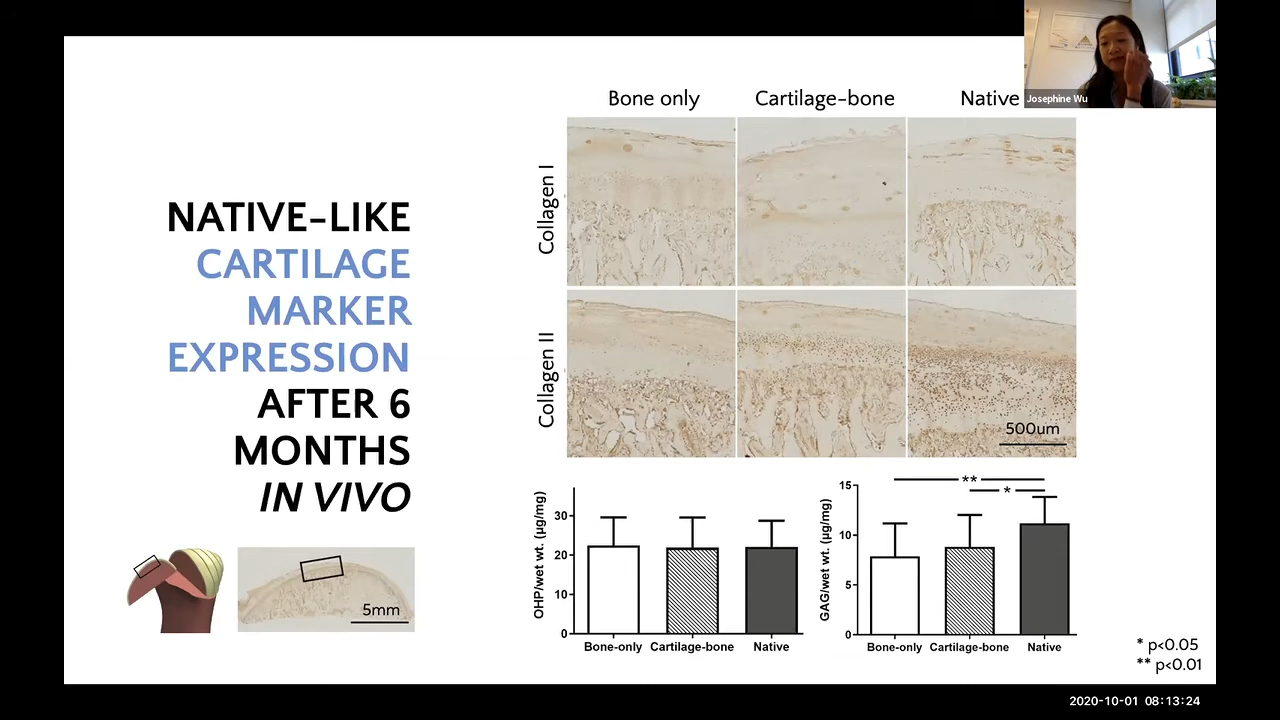 Josephine Wu
NATIVE-LIKE
CARTILAGE
MARKER
EXPRESSION
AFTER 6
MONTHS
IN VIVO
5mm
Bone only
Cartilage-bone
Native
Collagen I
Collagen II
500um
OHP/wet wt. (μg/mg)
30
20
10
0
Bone-only
Cartilage-bone
Native
GAG/wet wt. (μg/mg)
15
10
5
0
**
*
Bone-only
Cartilage-bone
Native
* p<0.05
** p<0.01
2020-10-01 08:13:24